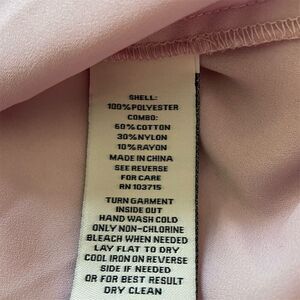 SHELL:
100% POLYESTER
COMBO:
60% COTTON
30% NYLON
10% RAYON
MADE IN CHINA
SEE REVERSE
FOR CARE
RN 103715
TURN GARMENT
INSIDE OUT
HAND WASH COLD
ONLY NON-CHLORINE
BLEACH WHEN NEEDED
LAY FLAT TO DRY
COOL IRON ON REVERSE
SIDE IF NEEDED
OR FOR BEST RESULT
DRY CLEAN